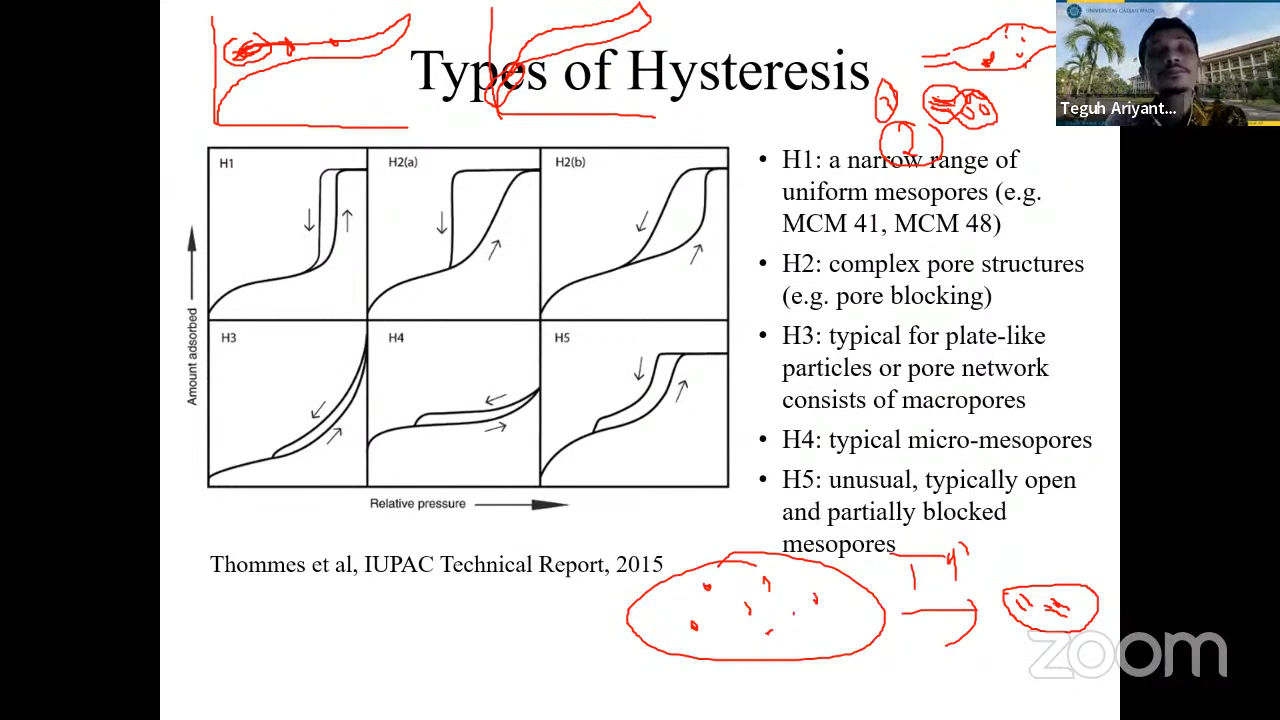 UNIVERSITAS GADJAH MADA
Types of Hysteresis
Teguh Ariyant...
H1
H2(a)
H2(b)
H3
H4
H5
Amount adsorbed
Relative pressure
Thommes et al, IUPAC Technical Report, 2015
• H1: a narrow range of
uniform mesopores (e.g.
MCM 41, MCM 48)
• H2: complex pore structures
(e.g. pore blocking)
• H3: typical for plate-like
particles or pore network
consists of macropores
• H4: typical micro-mesopores
• H5: unusual, typically open
and partially blocked
mesopores
zoom